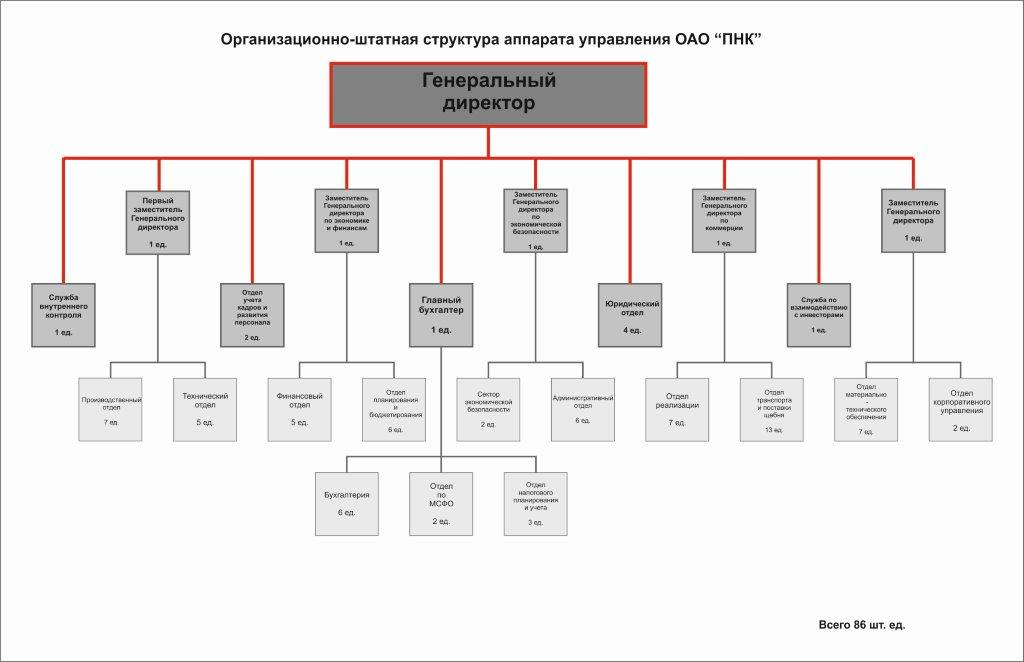 Организационно-штатная структура аппарата управления ОАО “ПНК”
Генеральный
директор
Первый
заместитель
Генерального
директора
1 ед.
Заместитель
Генерального
директора
по экономике
и финансам
1 ед.
Заместитель
Генерального
директора
по
экономической
безопасности
1 ед.
Заместитель
Генерального
директора
по
коммерции
1 ед.
Заместитель
Генерального
директора
1 ед.
Служба
внутреннего
контроля
1 ед.
Отдел
учета
кадров и
развития
персонала
2 ед.
Главный
бухгалтер
1 ед.
Юридический
отдел
4 ед.
Служба по
взаимодействию
с инвесторами
1 ед.
Производственный
отдел
7 ед.
Технический
отдел
5 ед.
Финансовый
отдел
5 ед.
Отдел
планирования
и
бюджетирования
6 ед.
Сектор
экономической
безопасности
2 ед.
Административный
отдел
6 ед.
Отдел
реализации
7 ед.
Отдел
транспорта
и поставки
щебня
13 ед.
Отдел
материально
-
технического
обеспечения
7 ед.
Отдел
корпоративного
управления
2 ед.
Бухгалтерия
6 ед.
Отдел
по
МСФО
2 ед.
Отдел
налогового
планирования
и учета
3 ед.
Всего 86 шт. ед.